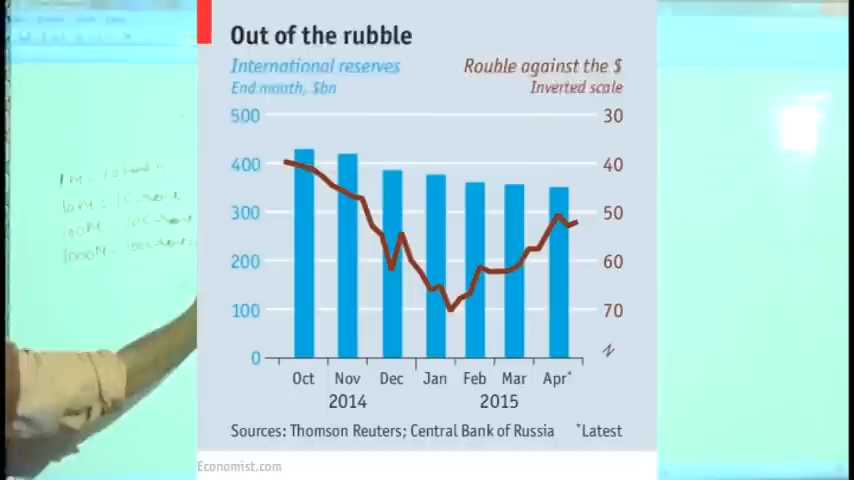 Out of the rubble
International reserves
End month, $bn
Rouble against the $
Inverted scale
500 30
400 40
300 50
200 60
100 70
0
Oct Nov Dec Jan Feb Mar Apr*
2014 2015
Sources: Thomson Reuters; Central Bank of Russia *Latest
Economist.com